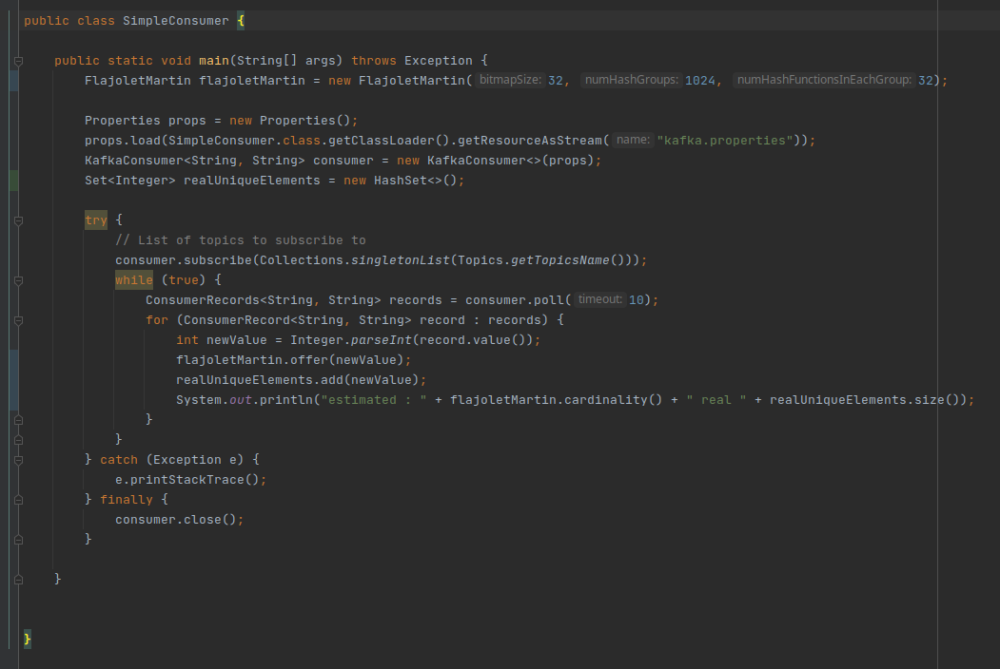 public class SimpleConsumer {
public static void main(String[] args) throws Exception {
FlajoletMartin flajoletMartin = new FlajoletMartin( bitmapSize: 32, numHashGroups: 1024, numHashFunctionsInEachGroup: 32);
Properties props = new Properties();
props.load(SimpleConsumer.class.getClassLoader().getResourceAsStream( name: "kafka.properties"));
KafkaConsumer<String, String> consumer = new KafkaConsumer<>(props);
Set<Integer> realUniqueElements = new HashSet<>();
try {
// List of topics to subscribe to
consumer.subscribe(Collections.singletonList(Topics.getTopicsName()));
while (true) {
ConsumerRecords<String, String> records = consumer.poll( timeout: 10);
for (ConsumerRecord<String, String> record : records) {
int newValue = Integer.parseInt(record.value());
flajoletMartin.offer(newValue);
realUniqueElements.add(newValue);
System.out.println("estimated : " + flajoletMartin.cardinality() + " real " + realUniqueElements.size());
}
}
} catch (Exception e) {
e.printStackTrace();
} finally {
consumer.close();
}
}
}